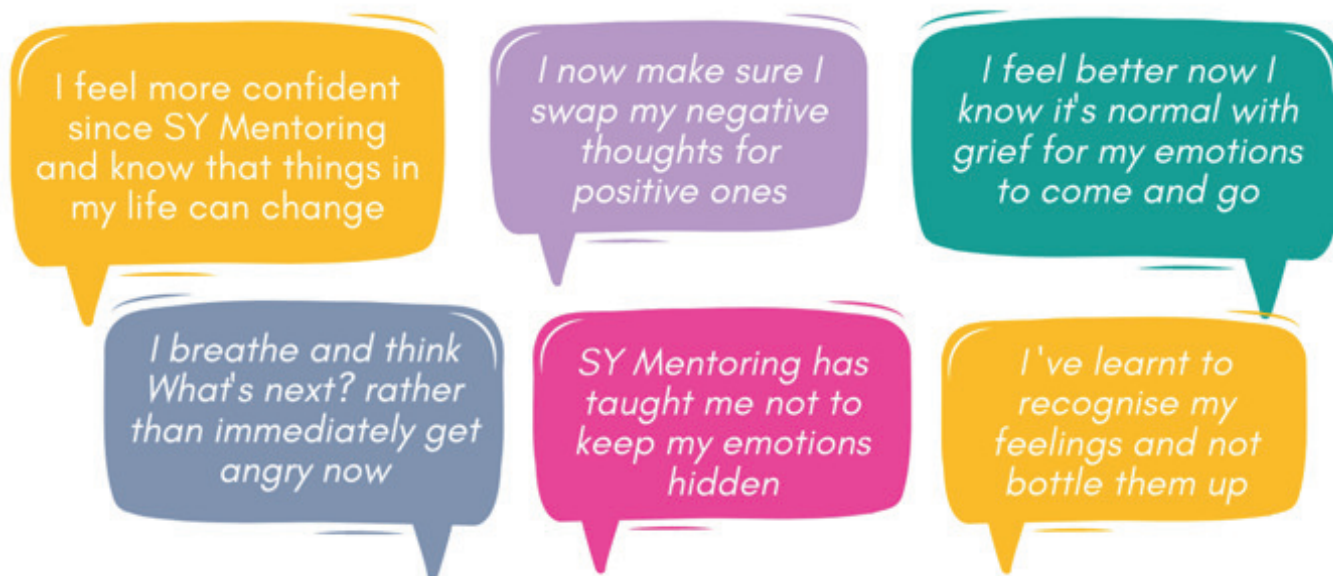 I feel more confident
since SY Mentoring
and know that things in
my life can change
I now make sure I
swap my negative
thoughts for
positive ones
I feel better now I
know it's normal with
grief for my emotions
to come and go
I breathe and think
What's next? rather
than immediately get
angry now
SY Mentoring has
taught me not to
keep my emotions
hidden
I 've learnt to
recognise my
feelings and not
bottle them up